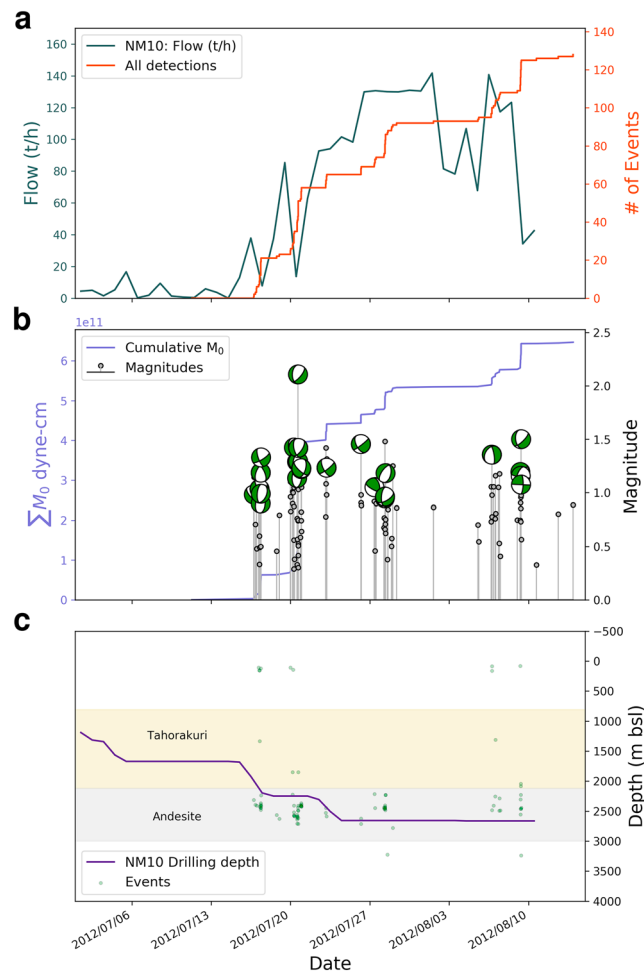 a
NM10: Flow (t/h)
All detections
160
140
120
100
80
60
40
20
0
Flow (t/h)
140
120
100
80
60
40
20
0
# of Events
b
1e11
Cumulative M0
Magnitudes
6
5
4
3
2
1e11
0
∑M0 dyne-cm
2.5
2.0
1.5
1.0
0.5
0.0
Magnitude
c
Tahorakuri
Andesite
NM10 Drilling depth
Events
−500
0
500
1000
1500
2000
2500
3000
3500
4000
Depth (m bsl)
2012/07/06
2012/07/13
2012/07/20
2012/07/27
2012/08/03
2012/08/10
Date